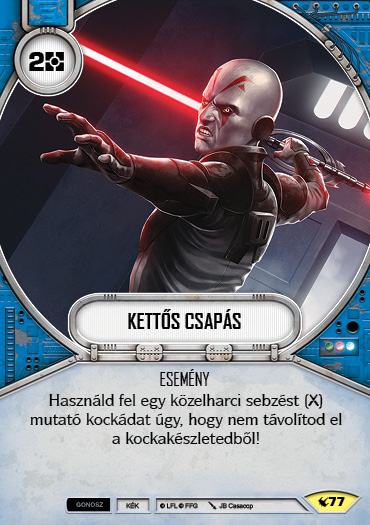 2
KETTŐS CSAPÁS
ESEMÉNY
Használd fel egy közelharci sebzést (X)
mutató kockádat úgy, hogy nem távolítod el
a kockakészletedből!
GONOSZ KÉK © LFL © FFG JB Casacop 77